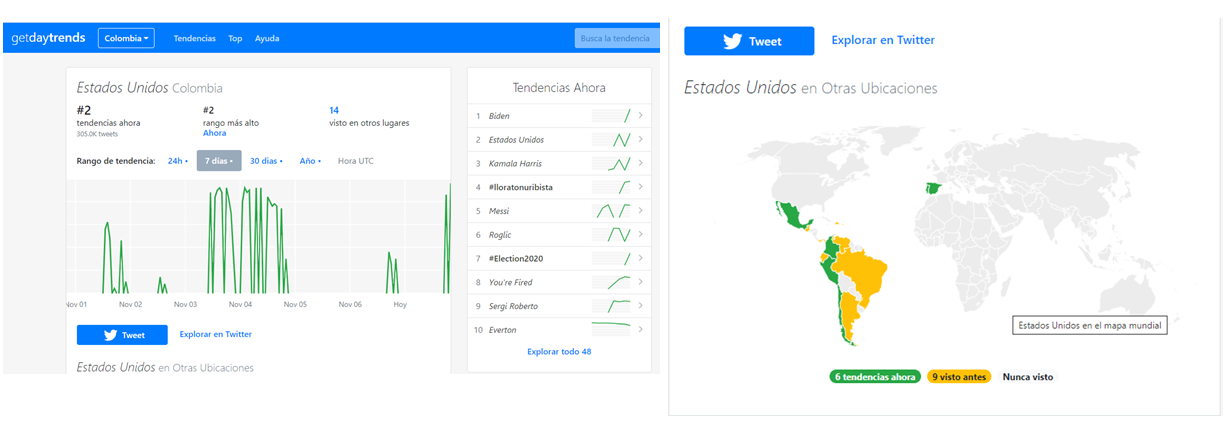 getdaytrends Colombia Tendencias Top Ayuda Busca la tendencia
Estados Unidos Colombia
#2 #2 14
tendencias ahora rango más alto visto en otros lugares
305.0K tweets Ahora
Rango de tendencia: 24h • 7 días • 30 días • Año • Hora UTC
Nov 01 Nov 02 Nov 03 Nov 04 Nov 05 Nov 06 Hoy
Tweet Explorar en Twitter
Estados Unidos en Otras Ubicaciones
Tendencias Ahora
1 Biden
2 Estados Unidos
3 Kamala Harris
4 #lloratonuribista
5 Messi
6 Roglic
7 #Election2020
8 You're Fired
9 Sergi Roberto
10 Everton
Explorar todo 48
Tweet Explorar en Twitter
Estados Unidos en Otras Ubicaciones
Estados Unidos en el mapa mundial
6 tendencias ahora 9 visto antes Nunca visto